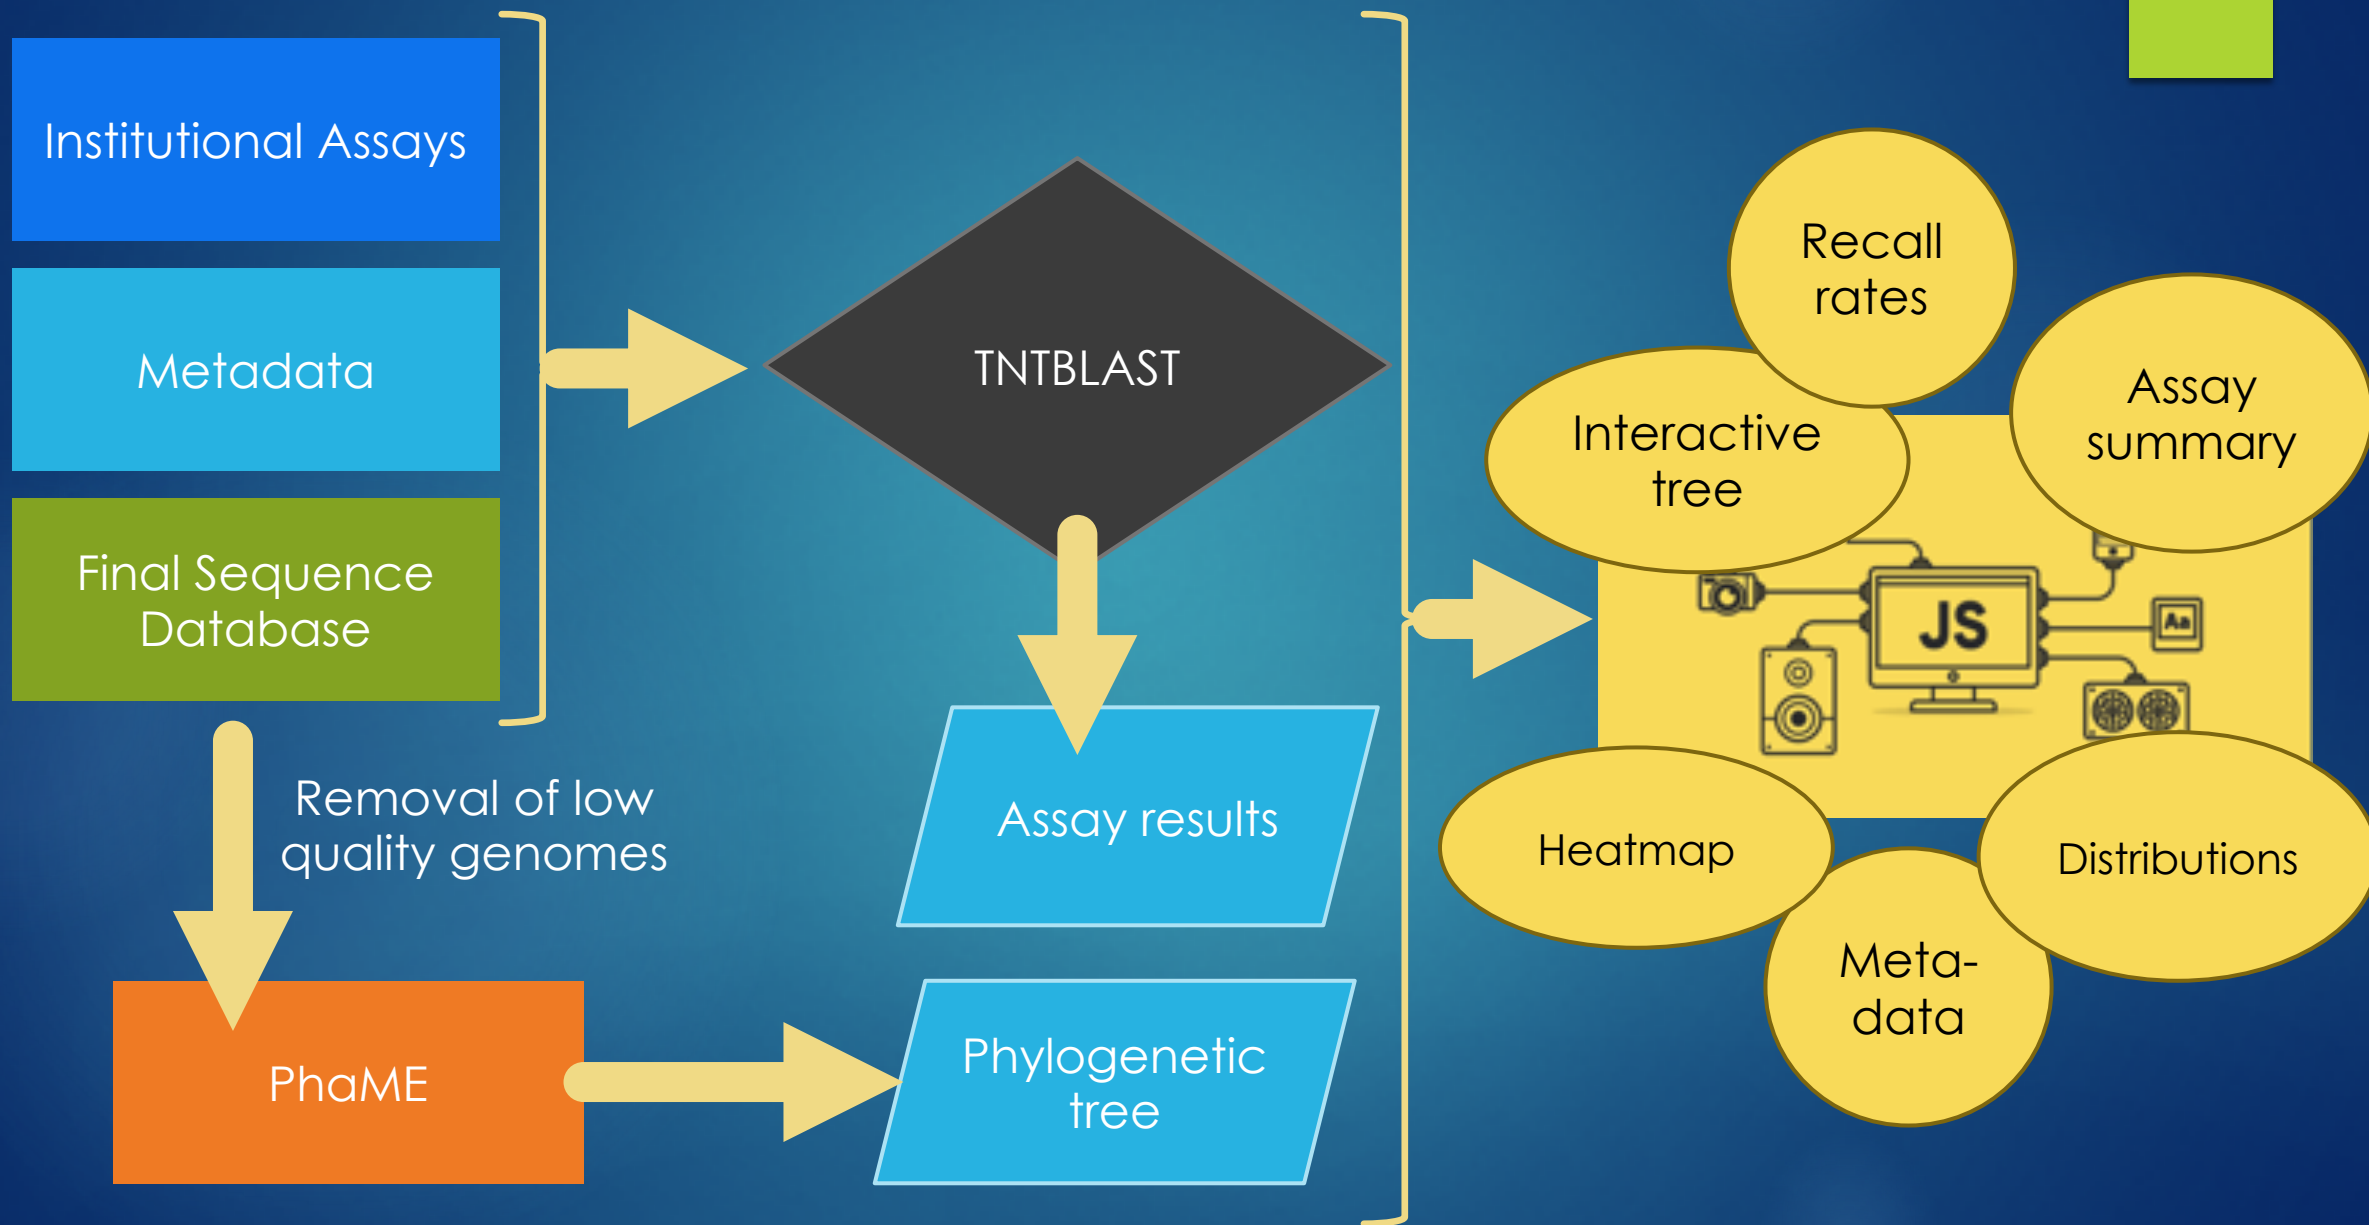 Institutional Assays
Metadata
Final Sequence
Database
Removal of low
quality genomes
PhaME
TNTBLAST
Assay results
Phylogenetic
tree
Recall
rates
Assay
summary
Interactive
tree
JS
Aa
Heatmap
Distributions
Meta-
data